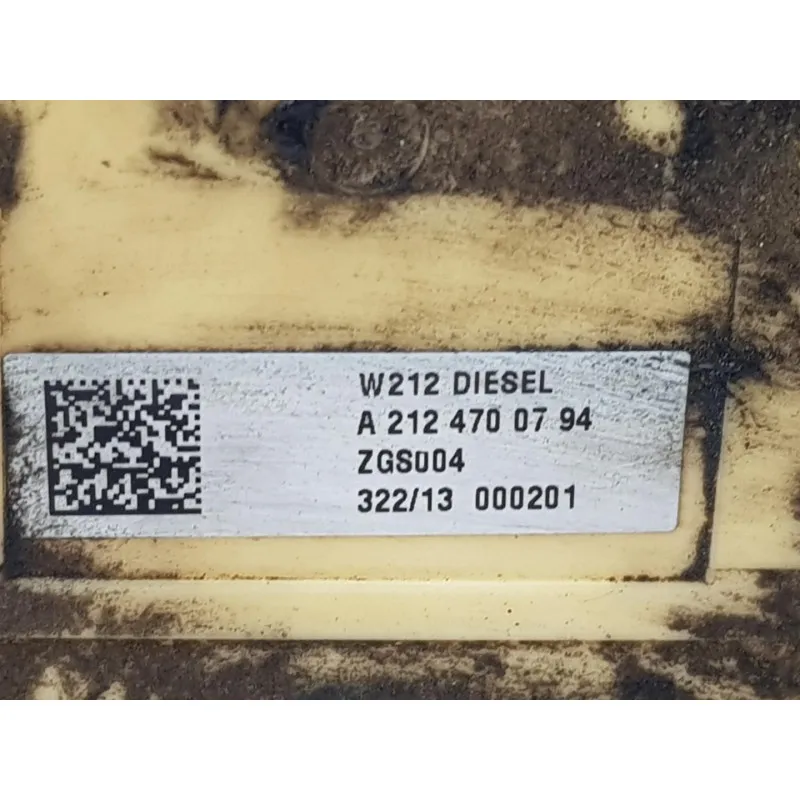 W212 DIESEL
A 212 470 07 94
ZGS004
322/13 000201